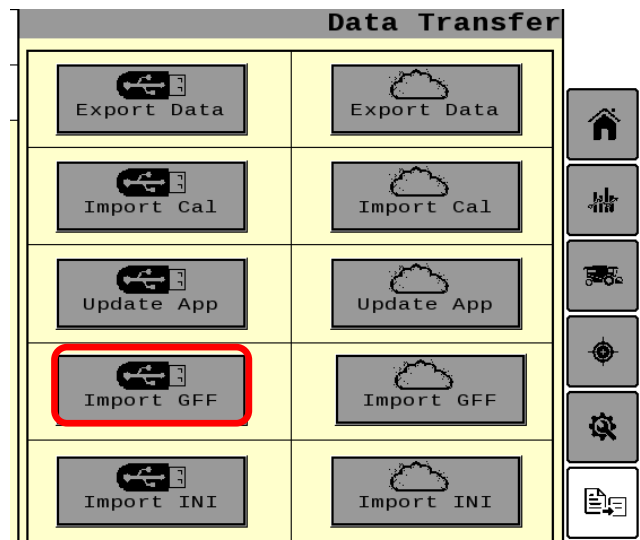 Data Transfer
Export Data
Export Data
Import Cal
Import Cal
Update App
Update App
Import GFF
Import GFF
Import INI
Import INI